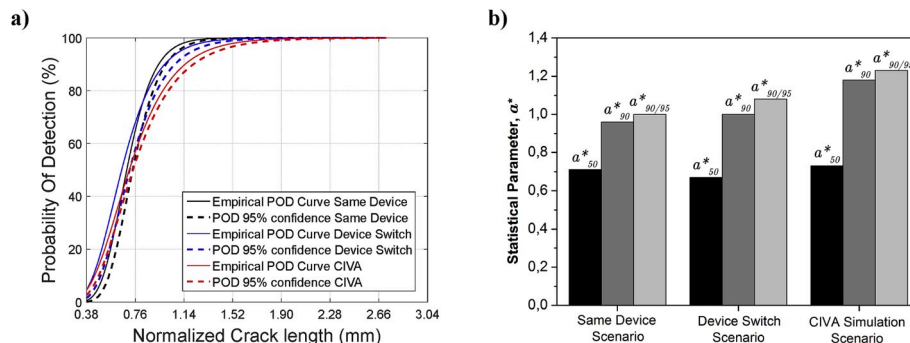 a)
Probability Of Detection (%)
100
80
60
40
20
0
0.38 0.76 1.14 1.52 1.90 2.28 2.66 3.04
Normalized Crack length (mm)
Empirical POD Curve Same Device
POD 95% confidence Same Device
Empirical POD Curve Device Switch
POD 95% confidence Device Switch
Empirical POD Curve CIVA
POD 95% confidence CIVA
b)
Statistical Parameter, a*
1,4
1,2
1,0
0,8
0,6
0,4
0,2
0,0
a*50 a*90 a*90/95
a*50 a*90 a*90/95
a*50 a*90 a*90/95
Same Device Scenario
Device Switch Scenario
CIVA Simulation Scenario